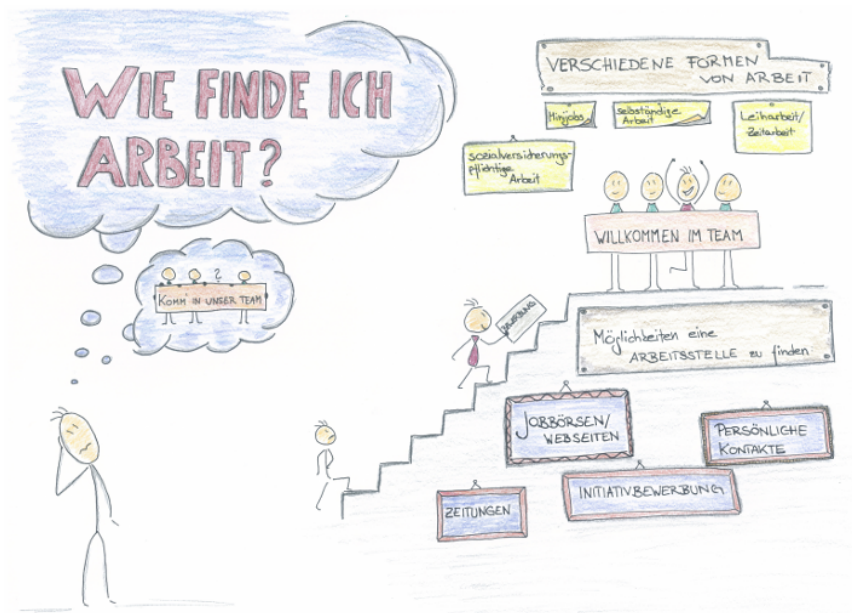 WIE FINDE ICH
ARBEIT?
KOMM' IN UNSER TEAM
?
VERSCHIEDENE FORMEN
VON ARBEIT
Minijobs
selbständige
Arbeit
Leiharbeit/
Zeitarbeit
sozialversicherungs-
pflichtige
Arbeit
WILLKOMMEN IM TEAM
BEWERBUNG
Möglichkeiten eine
ARBEITSSTELLE zu finden
JOBBÖRSEN/
WEBSEITEN
PERSÖNLICHE
KONTAKTE
INITIATIVBEWERBUNG
ZEITUNGEN